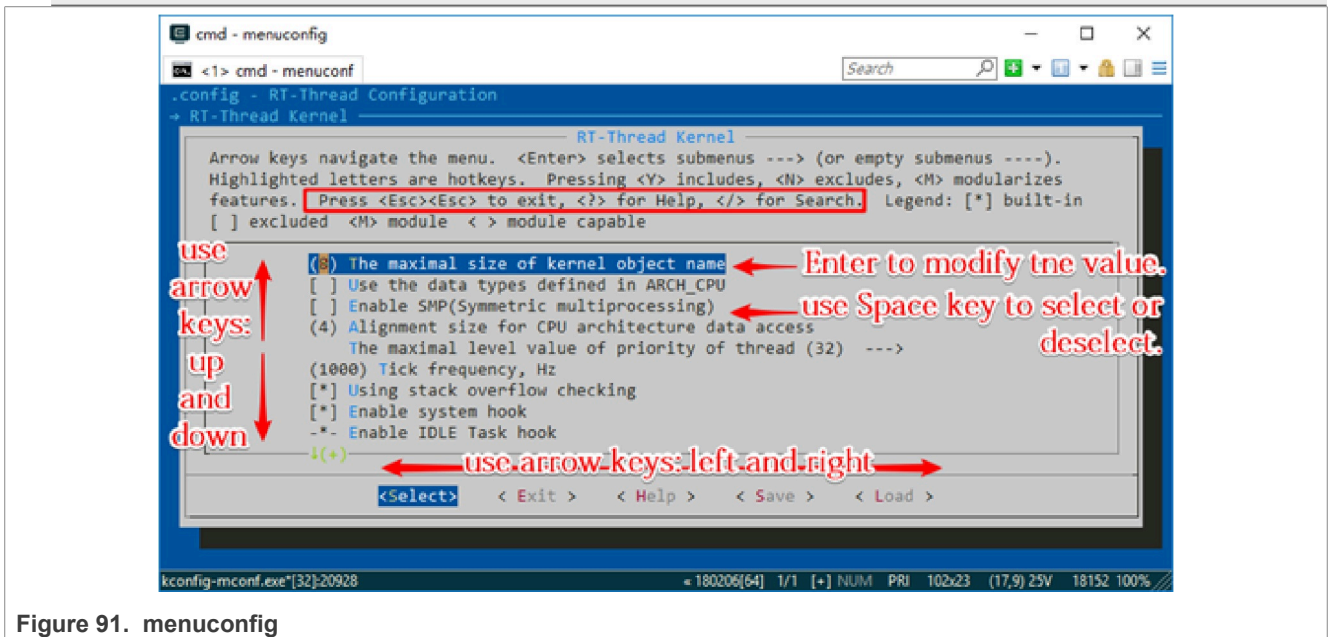 cmd - menuconfig
<1> cmd - menuconf
Search
.config - RT-Thread Configuration
→ RT-Thread Kernel
RT-Thread Kernel
Arrow keys navigate the menu. <Enter> selects submenus ---> (or empty submenus ----).
Highlighted letters are hotkeys. Pressing <Y> includes, <N> excludes, <M> modularizes
features. Press <Esc><Esc> to exit, <?> for Help, </> for Search. Legend: [*] built-in
[ ] excluded <M> module < > module capable
use
arrow
keys:
up
and
down
(8) The maximal size of kernel object name
Enter to modify tne value.
[ ] Use the data types defined in ARCH_CPU
[ ] Enable SMP(Symmetric multiprocessing)
use Space key to select or
deselect.
(4) Alignment size for CPU architecture data access
The maximal level value of priority of thread (32) --->
(1000) Tick frequency, Hz
[*] Using stack overflow checking
[*] Enable system hook
-*- Enable IDLE Task hook
↓(+)
use arrow keys: left and right
<Select> < Exit > < Help > < Save > < Load >
kconfig-mconf.exe*[32]:20928 « 180206[64] 1/1 [+] NUM PRI 102x23 (17,9) 25V 18152 100%
Figure 91. menuconfig